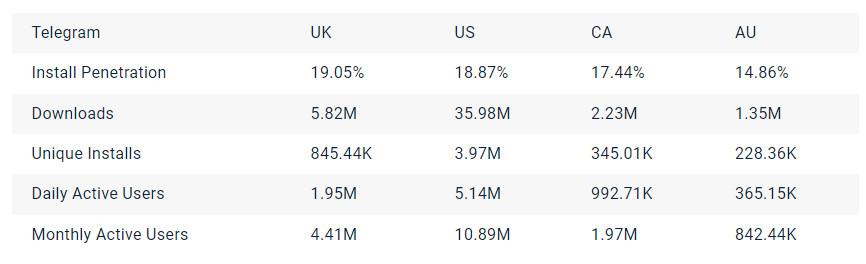 Telegram UK US CA AU
Install Penetration 19.05% 18.87% 17.44% 14.86%
Downloads 5.82M 35.98M 2.23M 1.35M
Unique Installs 845.44K 3.97M 345.01K 228.36K
Daily Active Users 1.95M 5.14M 992.71K 365.15K
Monthly Active Users 4.41M 10.89M 1.97M 842.44K